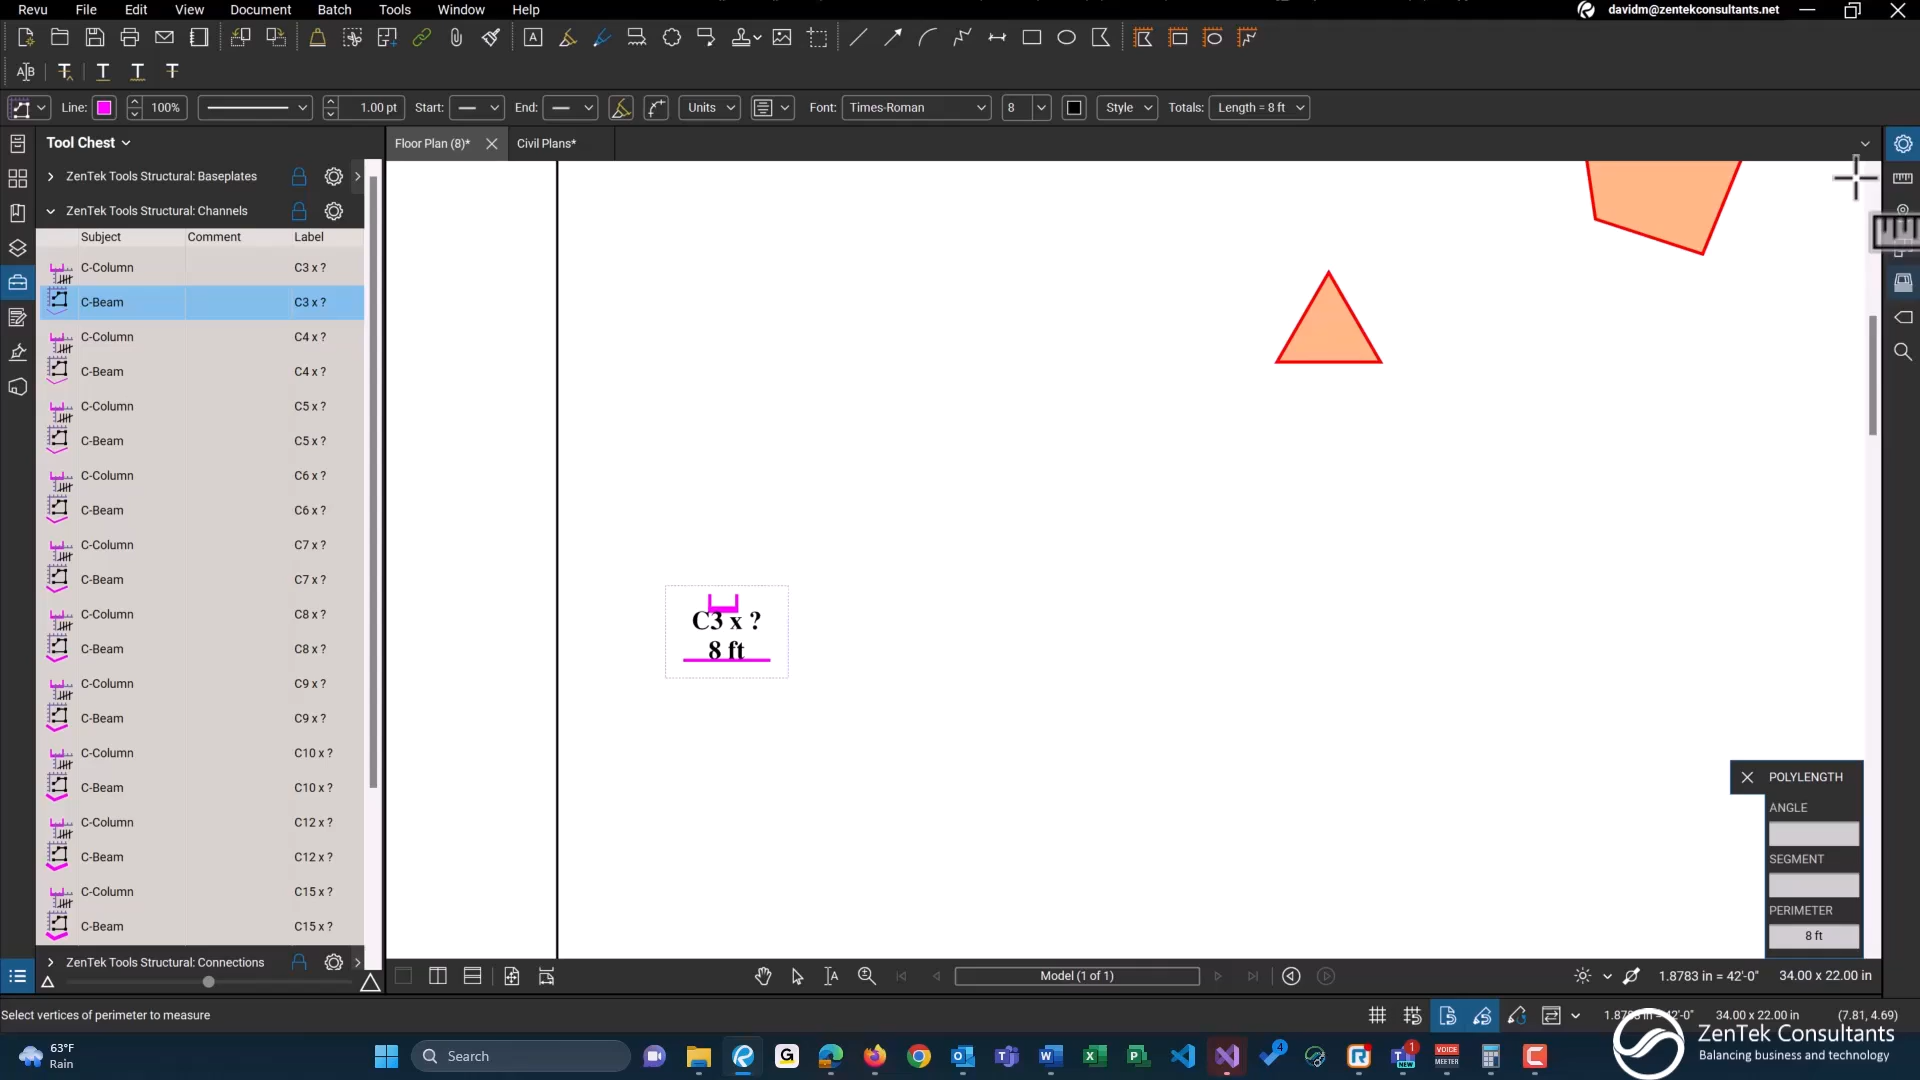 Revu File Edit View Document Batch Tools Window Help davidm@zentekconsultants.net
Line: 100% 1.00 pt Start: End: Units Font: Times-Roman 8 Style Totals: Length = 8 ft
Tool Chest
Floor Plan (8)* Civil Plans*
ZenTek Tools Structural: Baseplates
ZenTek Tools Structural: Channels
Subject Comment Label
C-Column C3 x ?
C-Beam C3 x ?
C-Column C4 x ?
C-Beam C4 x ?
C-Column C5 x ?
C-Beam C5 x ?
C-Column C6 x ?
C-Beam C6 x ?
C-Column C7 x ?
C-Beam C7 x ?
C-Column C8 x ?
C-Beam C8 x ?
C-Column C9 x ?
C-Beam C9 x ?
C-Column C10 x ?
C-Beam C10 x ?
C-Column C12 x ?
C-Beam C12 x ?
C-Column C15 x ?
C-Beam C15 x ?
ZenTek Tools Structural: Connections
C3 x ?
8 ft
POLYLENGTH
ANGLE
SEGMENT
PERIMETER
8 ft
Model (1 of 1) 1.8783 in = 42'-0" 34.00 x 22.00 in
Select vertices of perimeter to measure
34.00 x 22.00 in (7.81, 4.69)
ZenTek Consultants
Balancing business and technology
63°F
Rain
Search
4
VOICE
MEETER
NEW
1